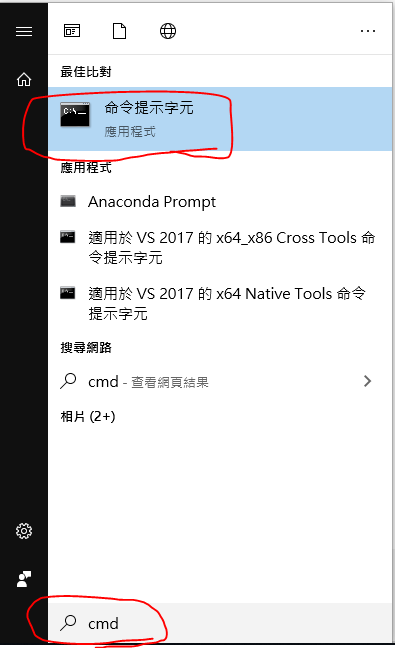 最佳比對
命令提示字元
應用程式
應用程式
Anaconda Prompt
適用於 VS 2017 的 x64_x86 Cross Tools 命
令提示字元
適用於 VS 2017 的 x64 Native Tools 命令
提示字元
搜尋網路
cmd - 查看網頁結果
相片 (2+)
cmd